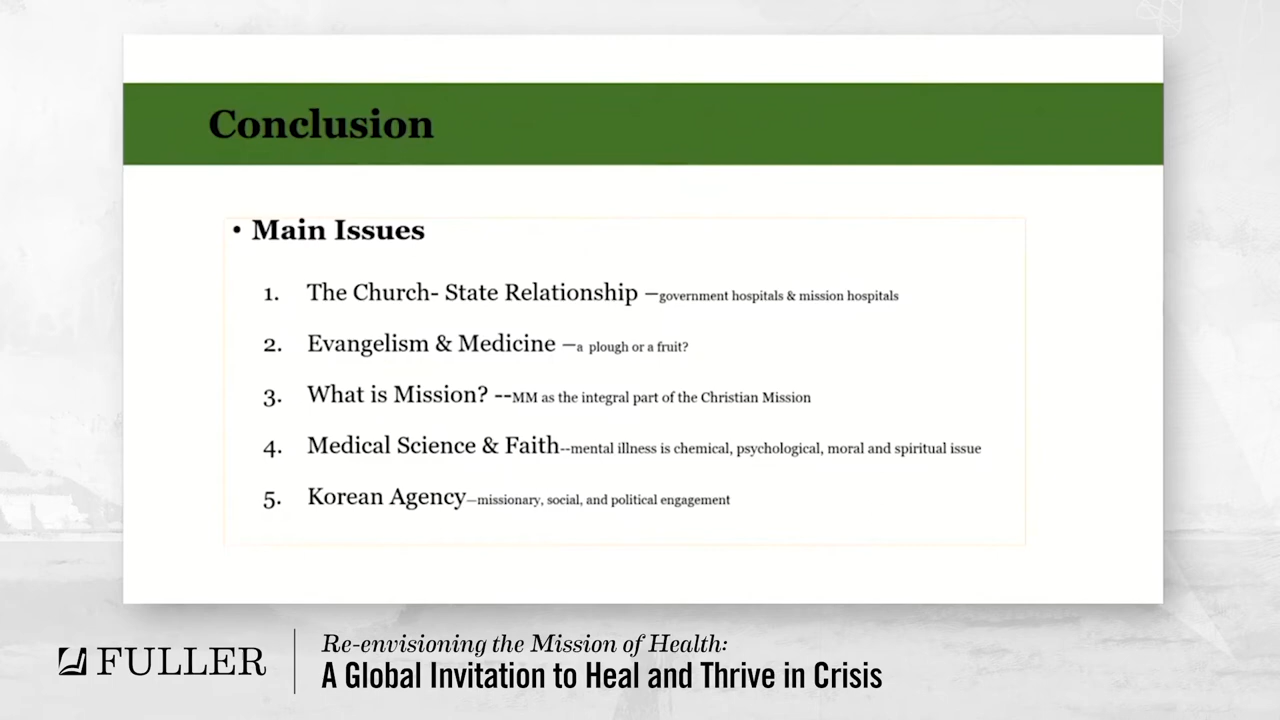 Conclusion
• Main Issues
1. The Church- State Relationship —government hospitals & mission hospitals
2. Evangelism & Medicine —a plough or a fruit?
3. What is Mission? --MM as the integral part of the Christian Mission
4. Medical Science & Faith--mental illness is chemical, psychological, moral and spiritual issue
5. Korean Agency—missionary, social, and political engagement
FULLER
Re-envisioning the Mission of Health:
A Global Invitation to Heal and Thrive in Crisis